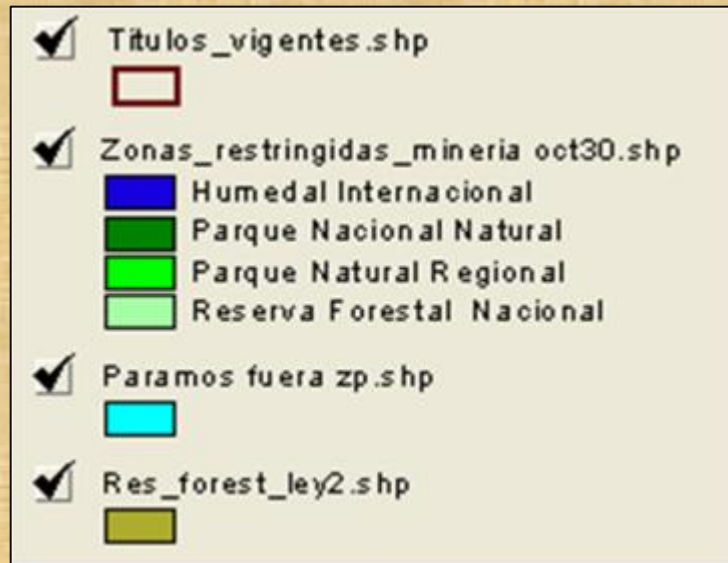 Titulos_vigentes.shp
Zonas_restringidas_mineria oct30.shp
Humedal Internacional
Parque Nacional Natural
Parque Natural Regional
Reserva Forestal Nacional
Paramos fuera zp.shp
Res_forest_ley2.shp